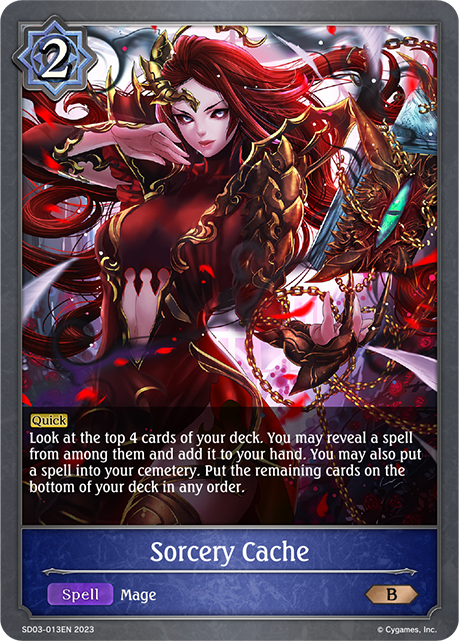 2
Quick
Look at the top 4 cards of your deck. You may reveal a spell
from among them and add it to your hand. You may also put
a spell into your cemetery. Put the remaining cards on the
bottom of your deck in any order.
Sorcery Cache
Spell Mage B
SD03-013EN 2023 © Cygames, Inc.